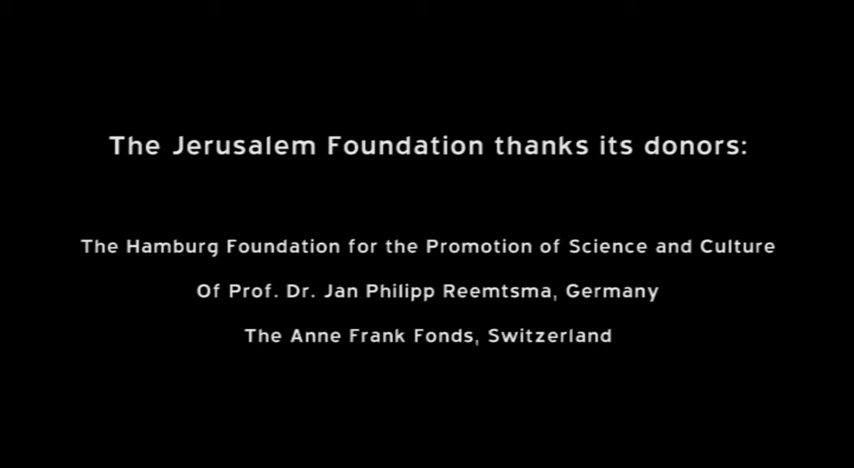 The Jerusalem Foundation thanks its donors:
The Hamburg Foundation for the Promotion of Science and Culture
Of Prof. Dr. Jan Philipp Reemtsma, Germany
The Anne Frank Fonds, Switzerland